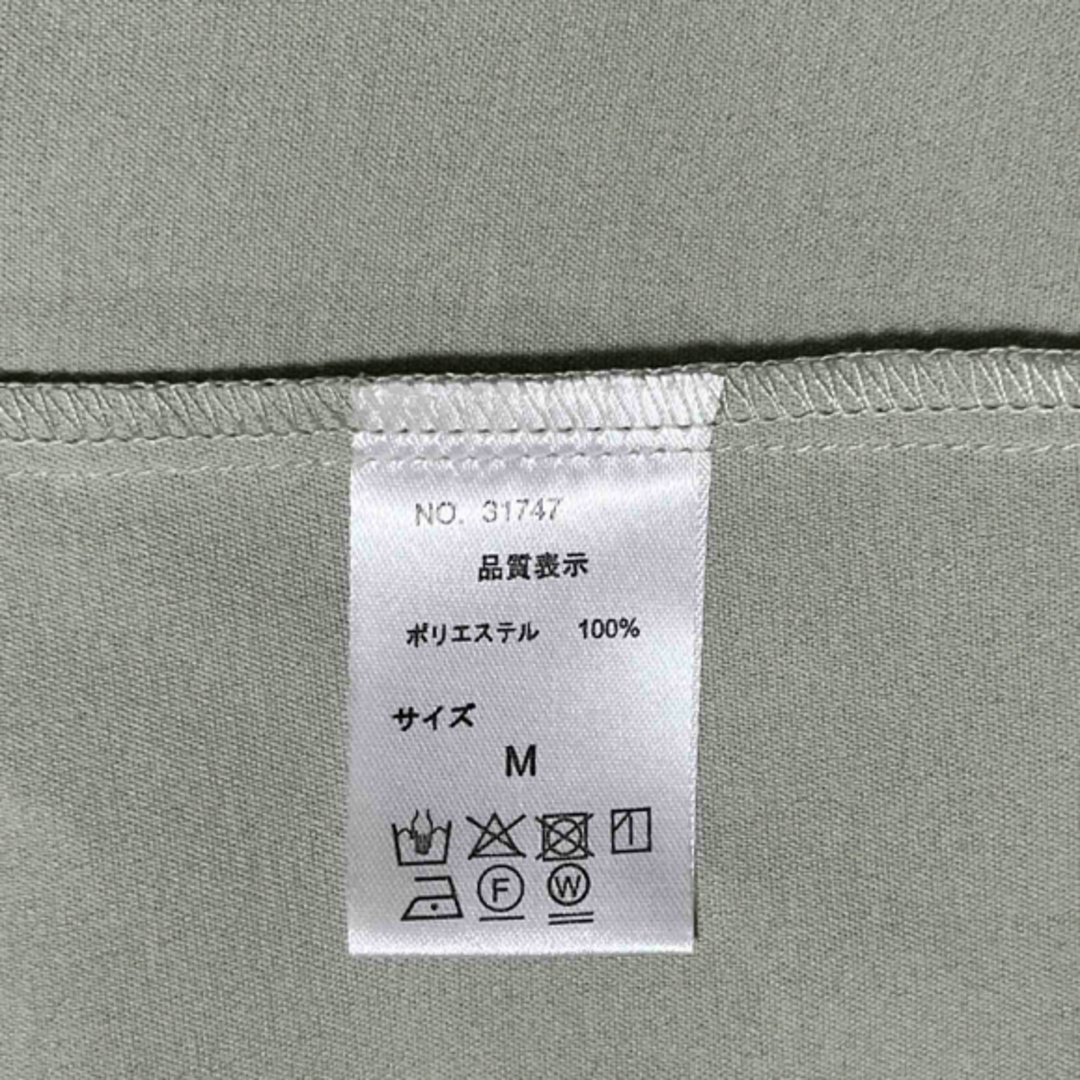 NO. 31747
品質表示
ポリエステル 100%
サイズ
M
F W